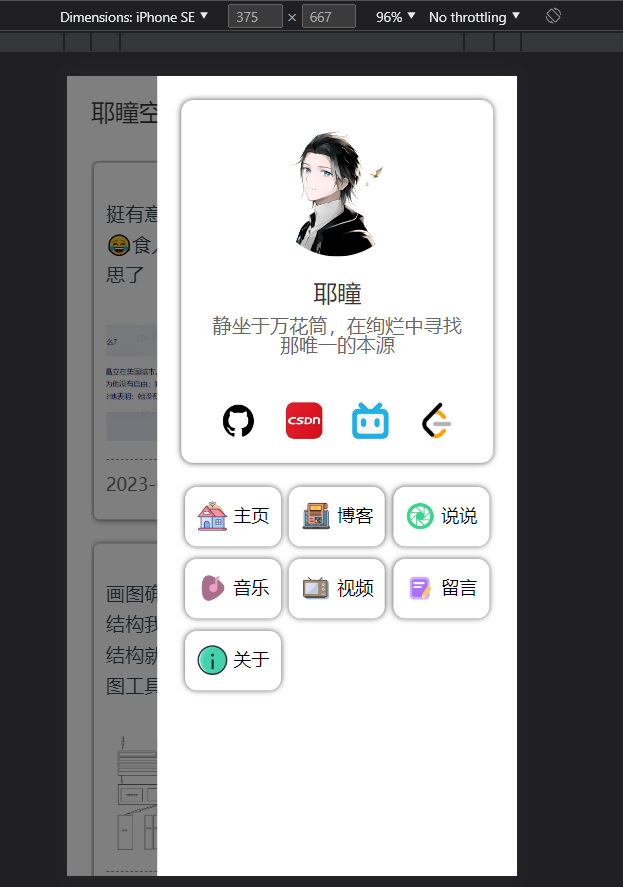 Dimensions: iPhone SE 375 × 667 96% No throttling
耶瞳空
挺有意
😂食人
思了
么?
2023-
画图确
结构我
结构就
图工具
耶瞳
静坐于万花筒，在绚烂中寻找
那唯一的本源
CSDN
主页 博客 说说
音乐 视频 留言
关于